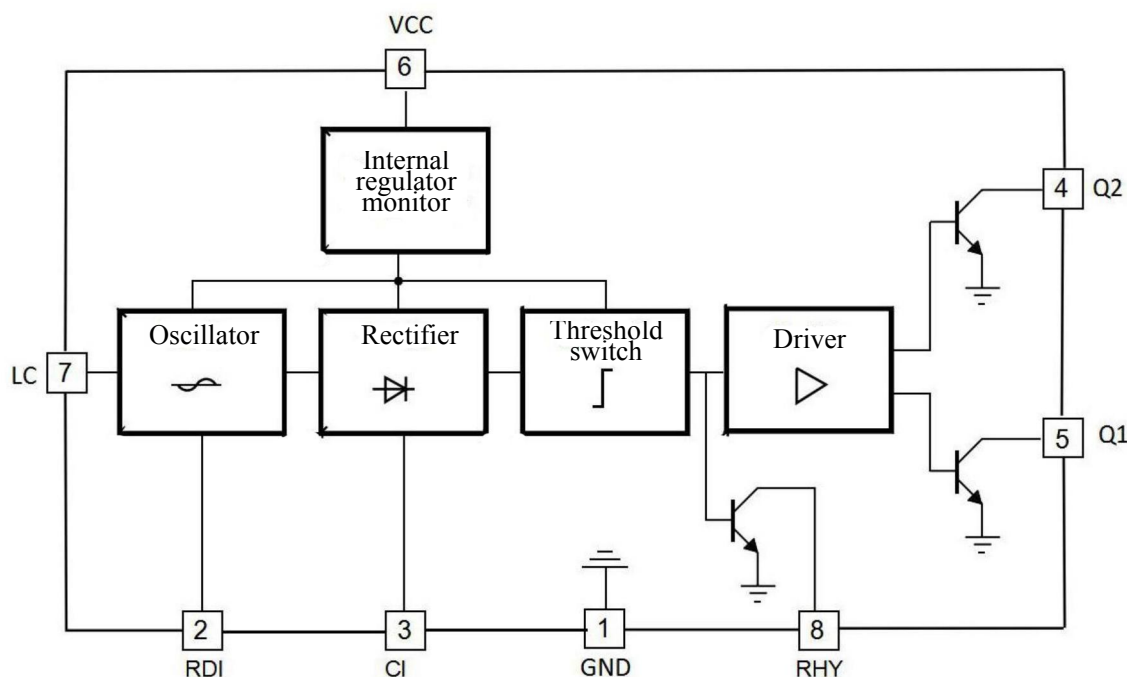 VCC
6
Internal
regulator
monitor
4 Q2
Oscillator
Rectifier
Threshold
switch
Driver
LC 7
5 Q1
2
3
1
8
RDI
CI
GND
RHY